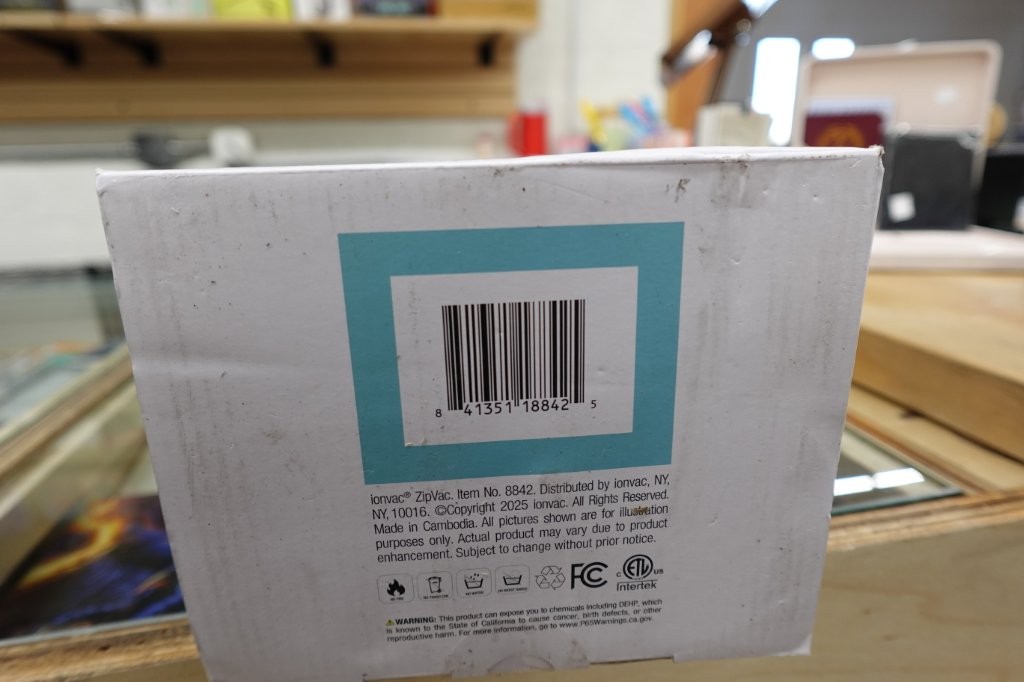 8 41351 18842 5
ionvac® ZipVac. Item No. 8842. Distributed by ionvac, NY,
NY, 10016. ©Copyright 2025 ionvac. All Rights Reserved.
Made in Cambodia. All pictures shown are for illustration
purposes only. Actual product may vary due to product
enhancement. Subject to change without prior notice.
FC
c ETL us
Intertek
WARNING: This product can expose you to chemicals including DEHP, which
is known to the State of California to cause cancer, birth defects, or other
reproductive harm. For more information, go to www.P65Warnings.ca.gov.